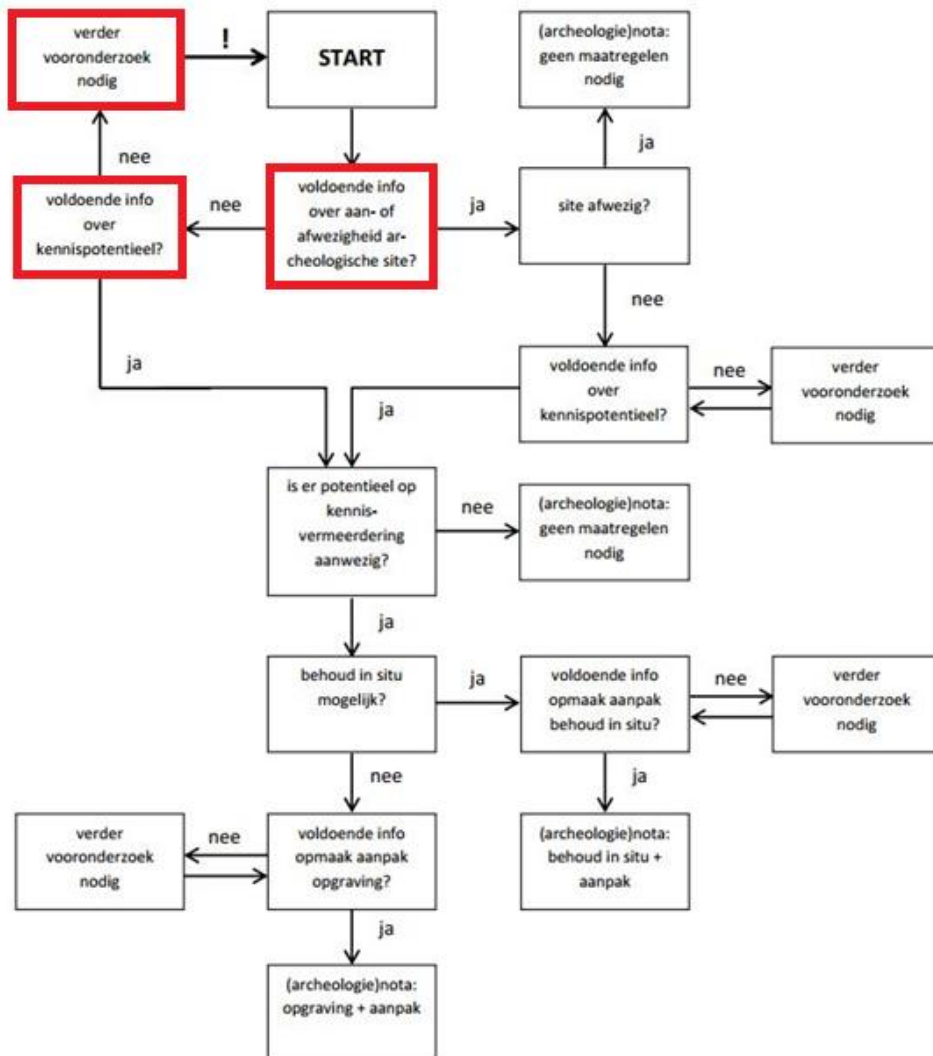 verder
vooronderzoek
nodig
!
START
(archeologie)nota:
geen maatregelen
nodig
nee
ja
voldoende info
over
kennispotentieel?
nee
voldoende info
over aan- of
afwezigheid ar-
cheologische site?
ja
site afwezig?
nee
ja
voldoende info
over
kennispotentieel?
nee
verder
vooronderzoek
nodig
ja
is er potentieel op
kennis-
vermeerdering
aanwezig?
nee
(archeologie)nota:
geen maatregelen
nodig
ja
behoud in situ
mogelijk?
ja
voldoende info
opmaak aanpak
behoud in situ?
nee
verder
vooronderzoek
nodig
nee
ja
verder
vooronderzoek
nodig
nee
voldoende info
opmaak aanpak
opgraving?
(archeologie)nota:
behoud in situ +
aanpak
ja
(archeologie)nota:
opgraving + aanpak